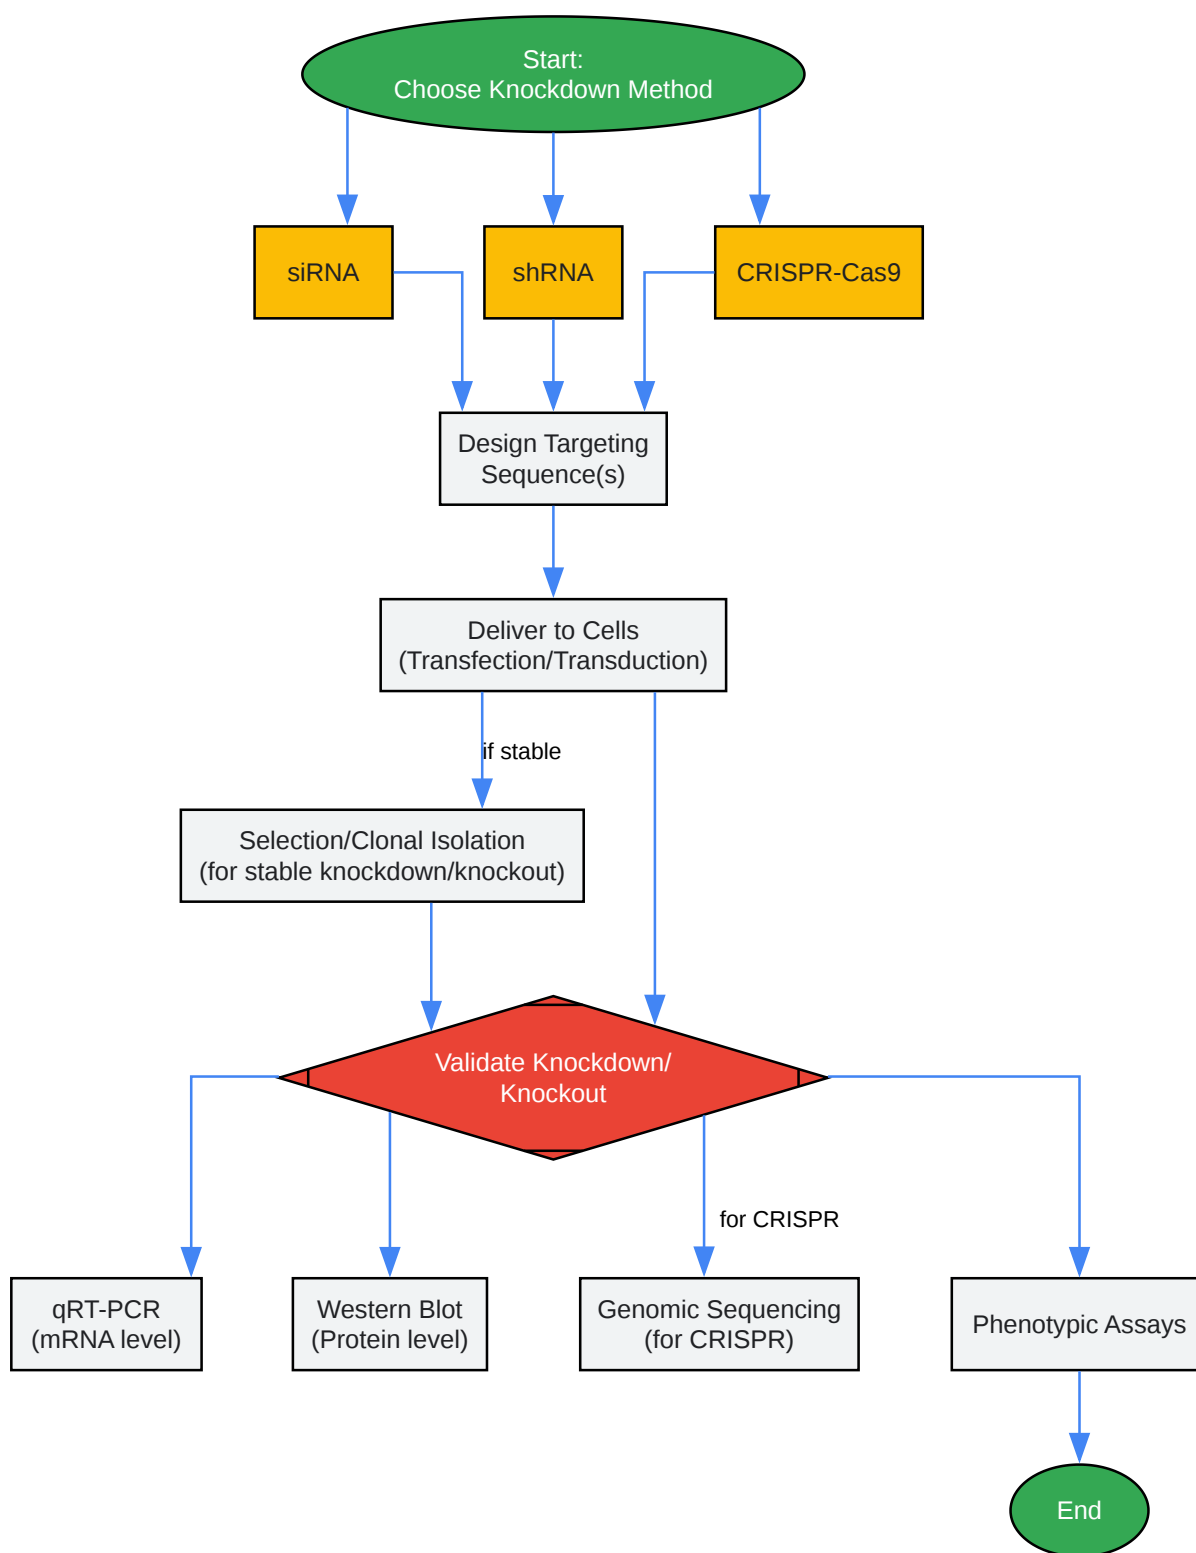 Start:
Choose Knockdown Method
siRNA
shRNA
CRISPR-Cas9
Design Targeting
Sequence(s)
Deliver to Cells
(Transfection/Transduction)
if stable
Selection/Clonal Isolation
(for stable knockdown/knockout)
Validate Knockdown/
Knockout
for CRISPR
qRT-PCR
(mRNA level)
Western Blot
(Protein level)
Genomic Sequencing
(for CRISPR)
Phenotypic Assays
End